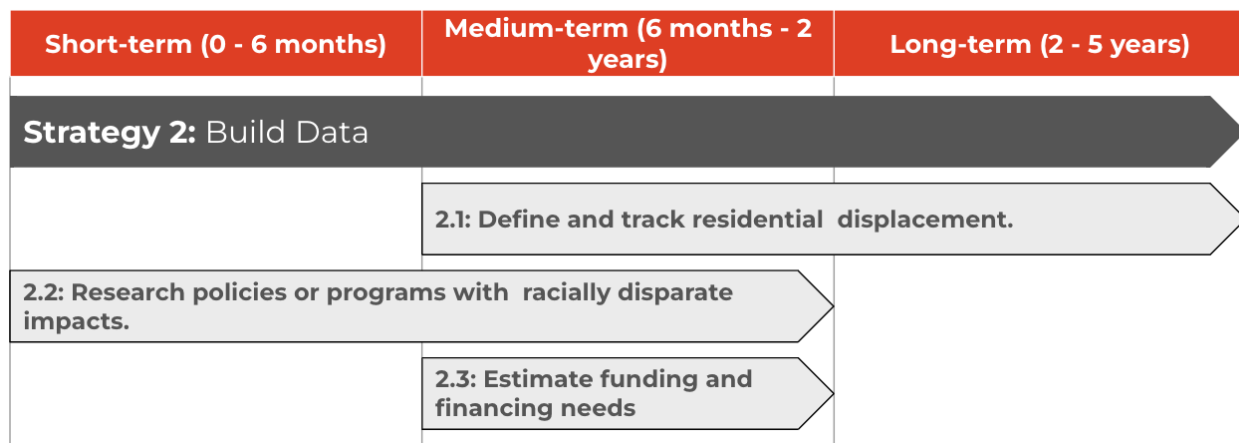 Short-term (0 - 6 months)
Medium-term (6 months - 2
years)
Long-term (2 - 5 years)
Strategy 2: Build Data
2.1: Define and track residential  displacement.
2.2: Research policies or programs with  racially disparate
impacts.
2.3: Estimate funding and
financing needs